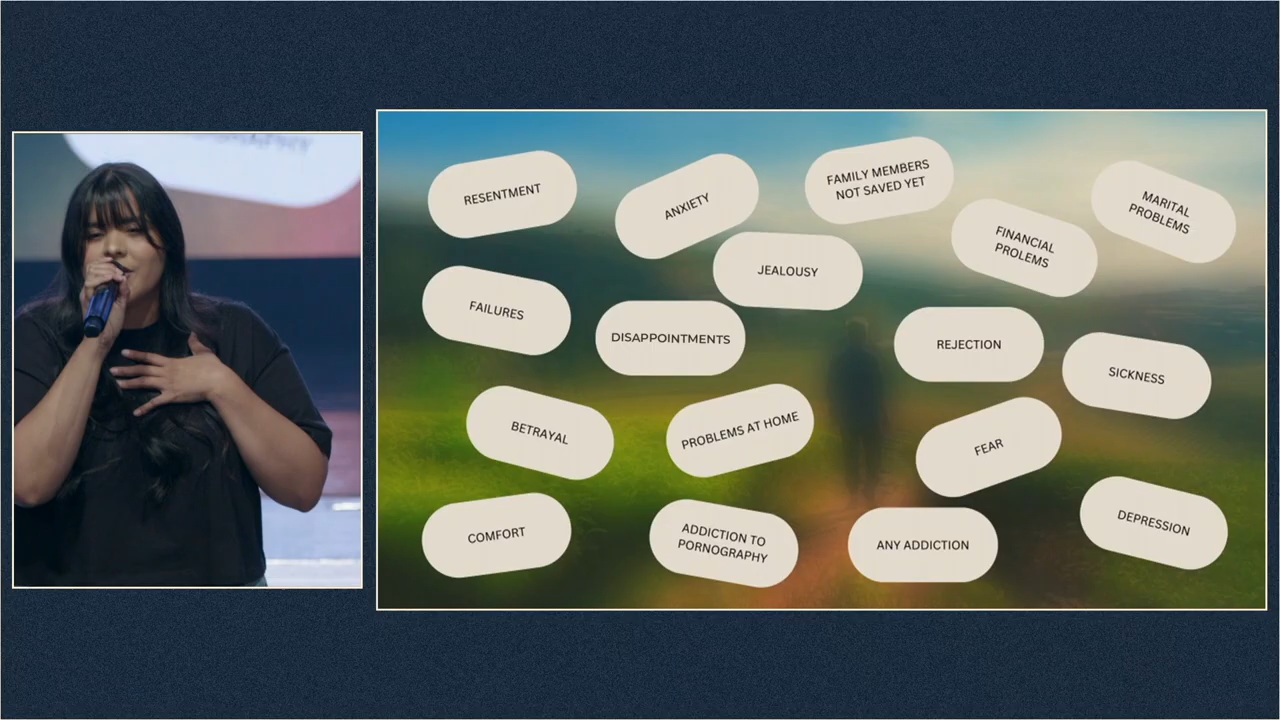 RESENTMENT
ANXIETY
FAMILY MEMBERS
NOT SAVED YET
MARITAL
PROBLEMS
FINANCIAL
PROLEMS
JEALOUSY
FAILURES
DISAPPOINTMENTS
REJECTION
SICKNESS
BETRAYAL
PROBLEMS AT HOME
FEAR
COMFORT
ADDICTION TO
PORNOGRAPHY
ANY ADDICTION
DEPRESSION